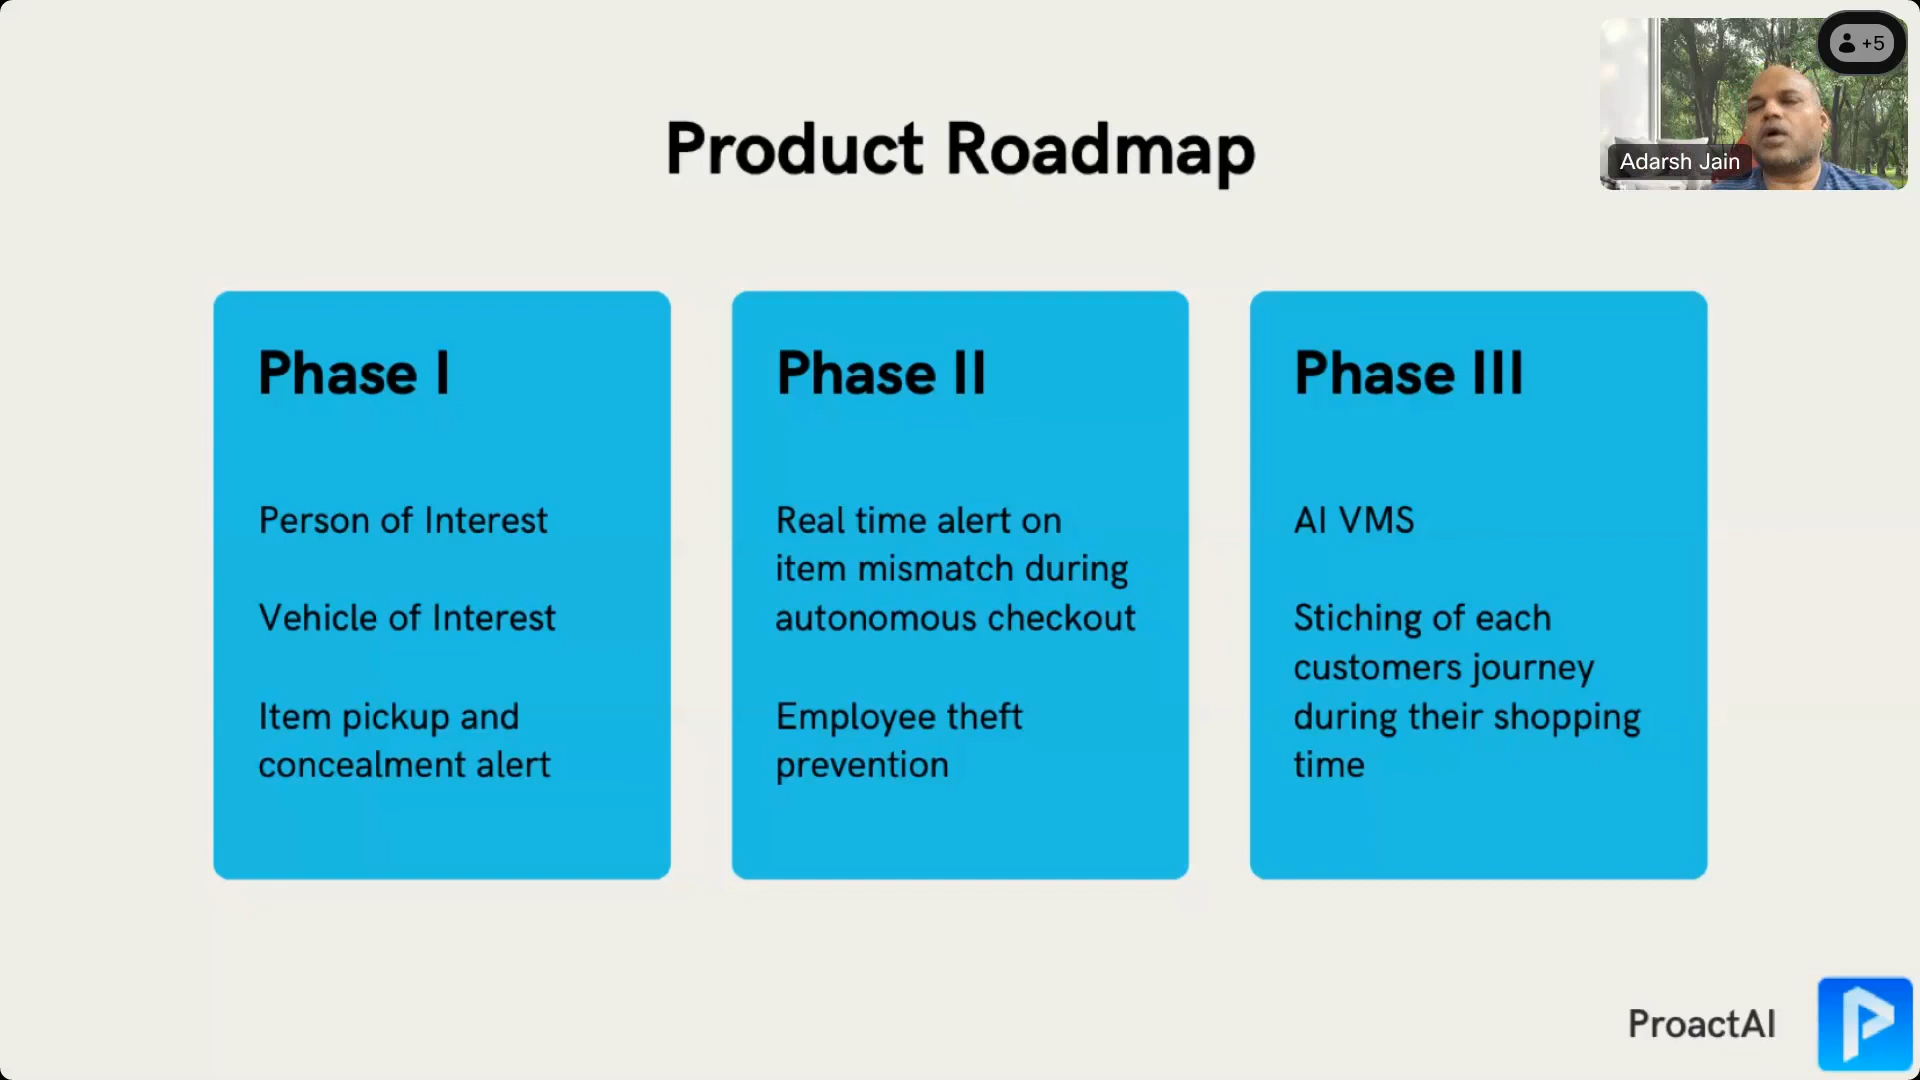 +5
Adarsh Jain
Product Roadmap
Phase I
Person of Interest
Vehicle of Interest
Item pickup and
concealment alert
Phase II
Real time alert on
item mismatch during
autonomous checkout
Employee theft
prevention
Phase III
AI VMS
Stiching of each
customers journey
during their shopping
time
ProactAI